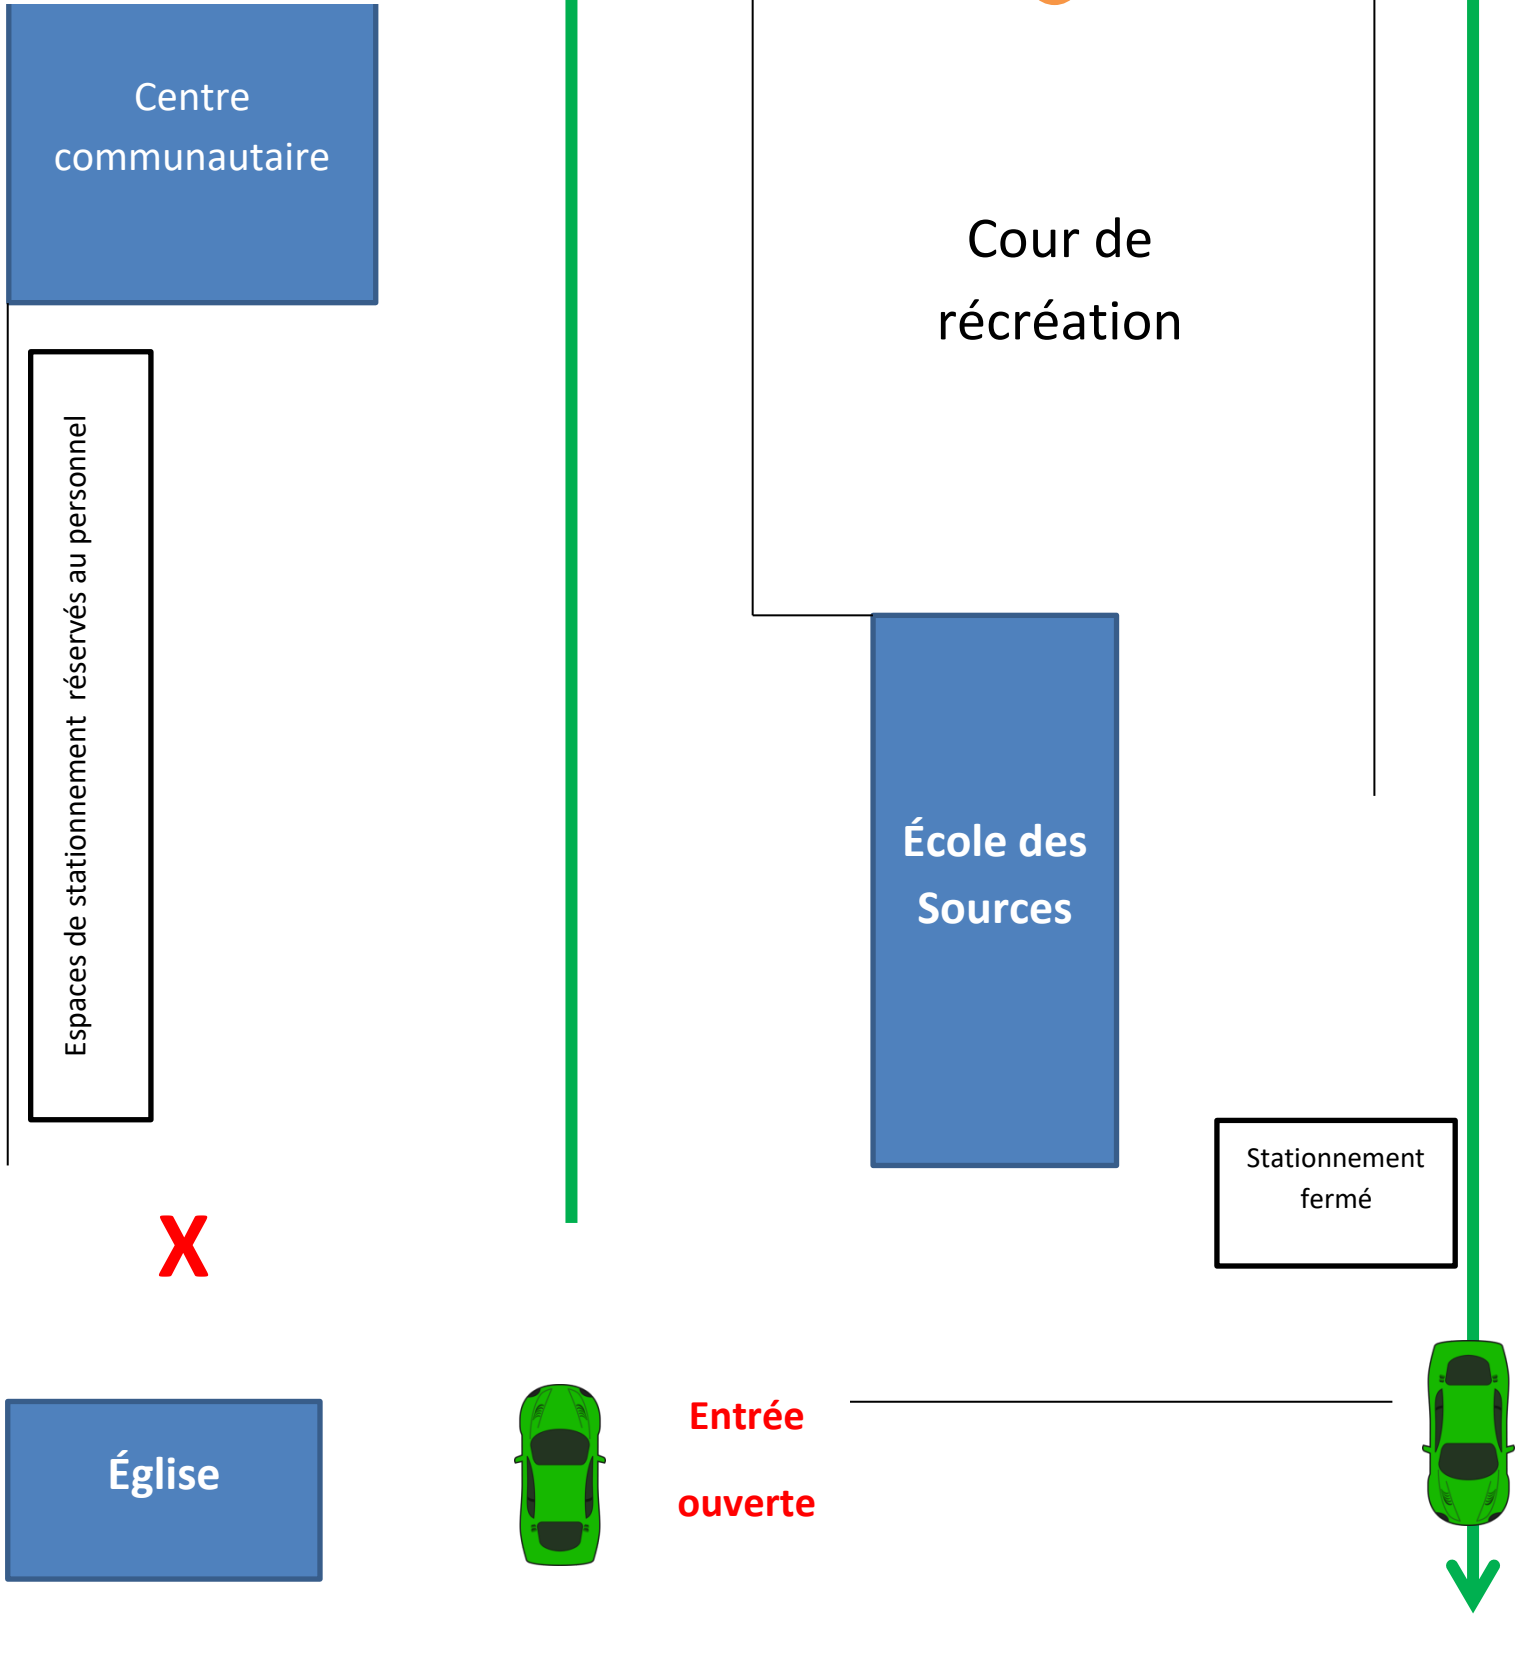 Centre
communautaire
Cour de
récréation
Espaces de stationnement  réservés au personnel
École des
Sources
Stationnement
fermé
X
Entrée
ouverte
Église